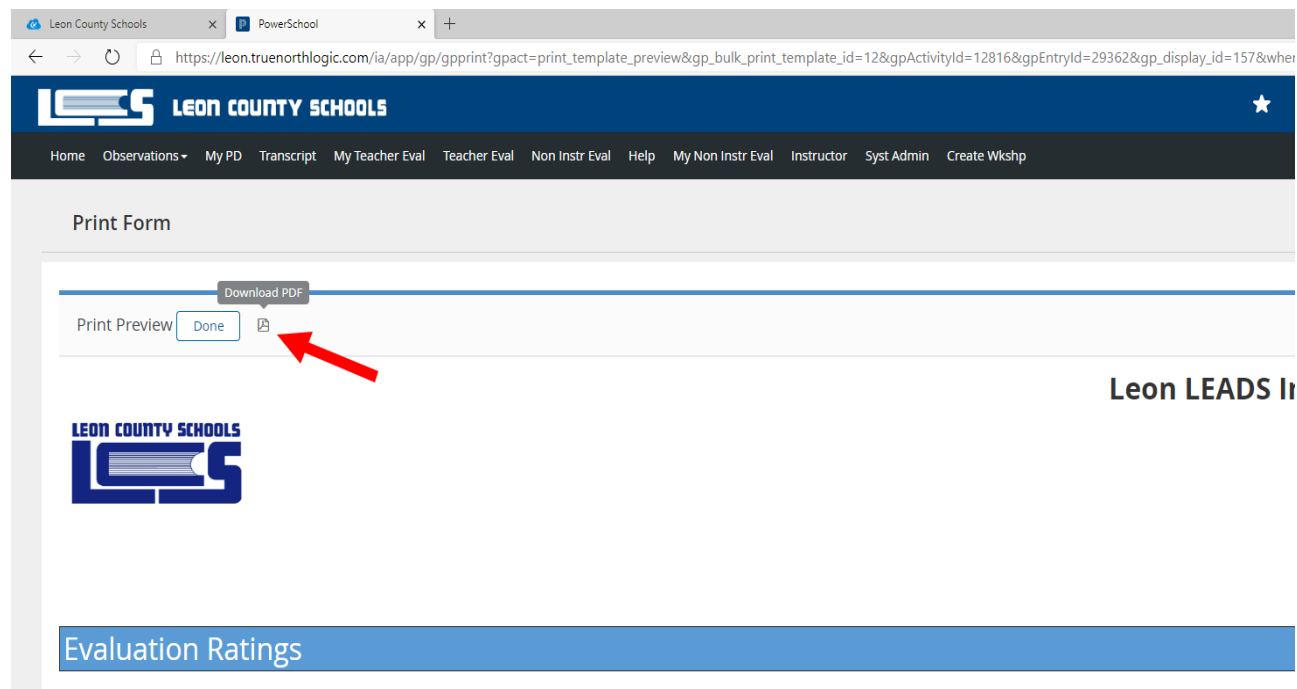 Leon County Schools PowerSchool
https://leon.truenorthlogic.com/ia/app/gp/gpprint?gpact=print_template_preview&gp_bulk_print_template_id=12&gpActivityId=12816&gpEntryId=29362&gp_display_id=157&wher
LEON COUNTY SCHOOLS
Home Observations My PD Transcript My Teacher Eval Teacher Eval Non Instr Eval Help My Non Instr Eval Instructor Syst Admin Create Wkshp
Print Form
Download PDF
Print Preview Done
Leon LEADS In
LEON COUNTY SCHOOLS
LCS
Evaluation Ratings